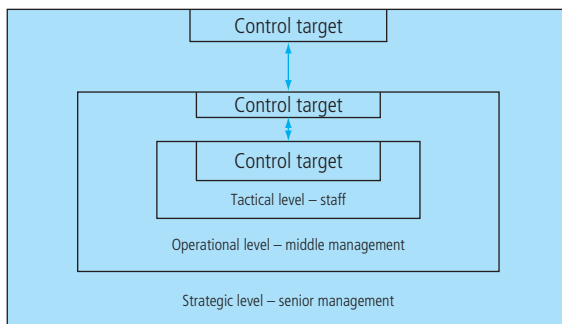 Control target
Control target
Control target
Tactical level – staff
Operational level – middle management
Strategic level – senior management